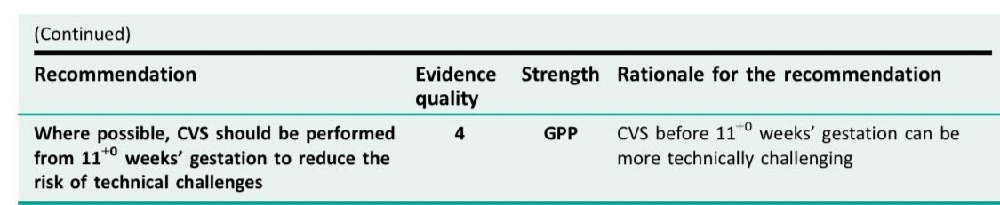 (Continued)
Recommendation Evidence quality Strength Rationale for the recommendation
Where possible, CVS should be performed 4 GPP CVS before 11⁺⁰ weeks’ gestation can be
from 11⁺⁰ weeks’ gestation to reduce the more technically challenging
risk of technical challenges